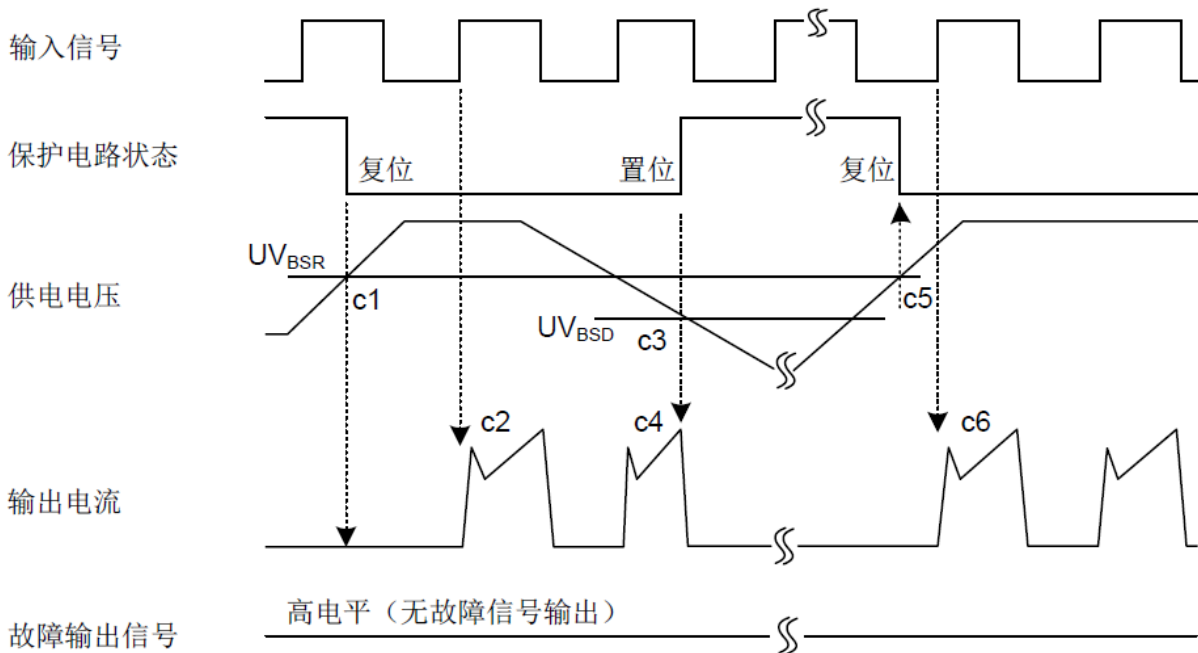 输入信号
保护电路状态
复位
置位
复位
UVBSR
供电电压
c1
c5
UVBSD
c3
c2
c4
c6
输出电流
高电平（无故障信号输出）
故障输出信号